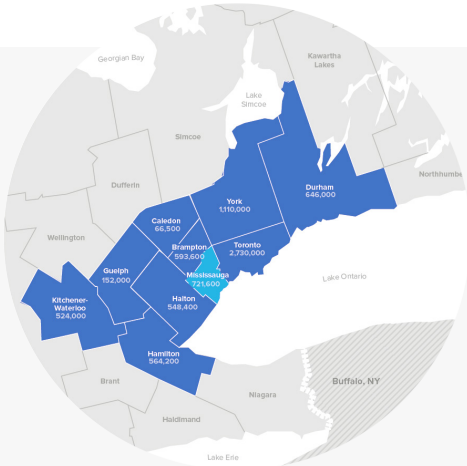 Georgian Bay
Kawartha
Lakes
Lake
Simcoe
Simcoe
Northhumbe
Dufferin
Durham
646,000
York
1,110,000
Caledon
66,500
Wellington
Brampton
593,600
Toronto
2,730,000
Guelph
152,000
Mississauga
721,600
Lake Ontario
Kitchener-
Waterloo
524,000
Halton
548,400
Hamilton
564,200
Brant
Buffalo, NY
Niagara
Haldimand
Lake Erie